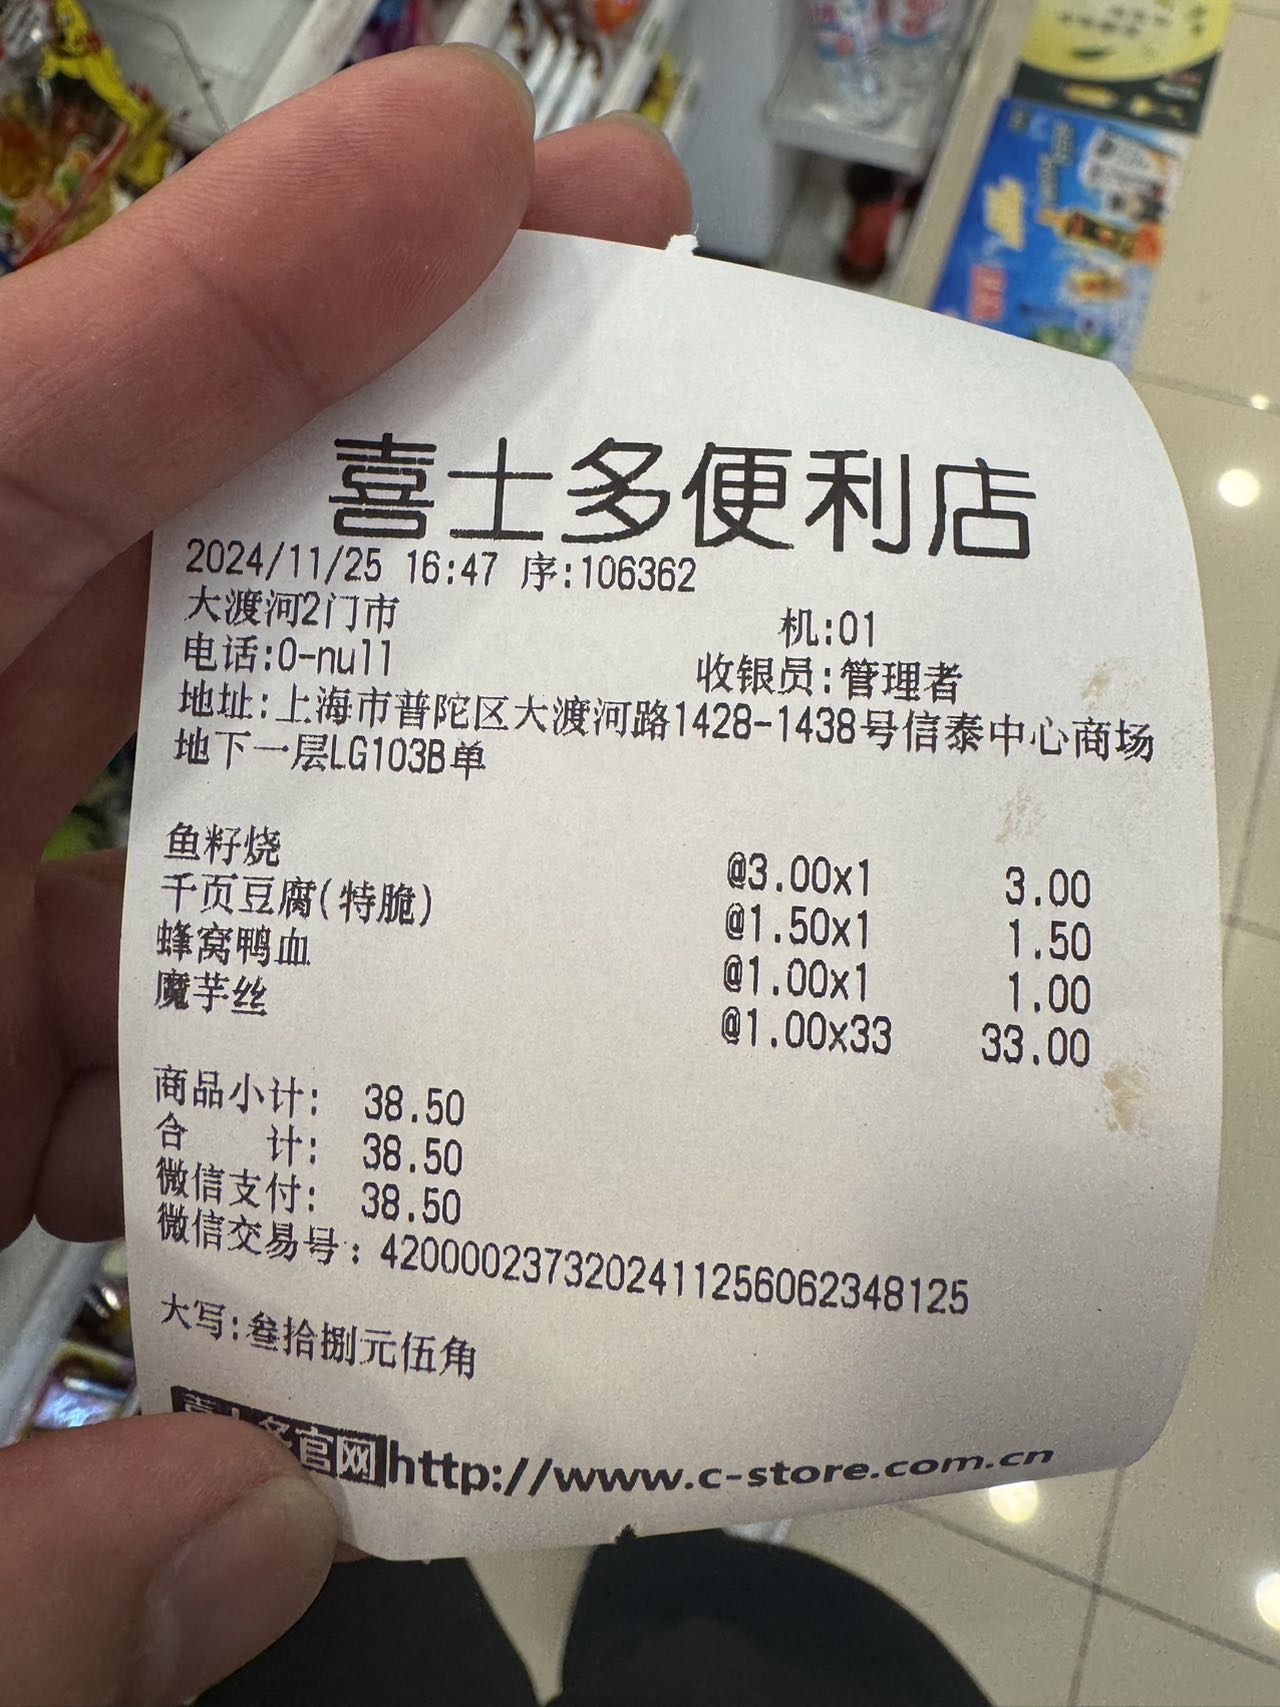 喜士多便利店
2024/11/25 16:47 序:106362
大渡河2门市 机:01
电话:0-null 收银员:管理者
地址:上海市普陀区大渡河路1428-1438号信泰中心商场
地下一层LG103B单
鱼籽烧 @3.00x1 3.00
千页豆腐(特脆) @1.50x1 1.50
蜂窝鸭血 @1.00x1 1.00
魔芋丝 @1.00x33 33.00
商品小计: 38.50
合 计: 38.50
微信支付: 38.50
微信交易号: 4200002373202411256062348125
大写:叁拾捌元伍角
喜士多官网http://www.c-store.com.cn